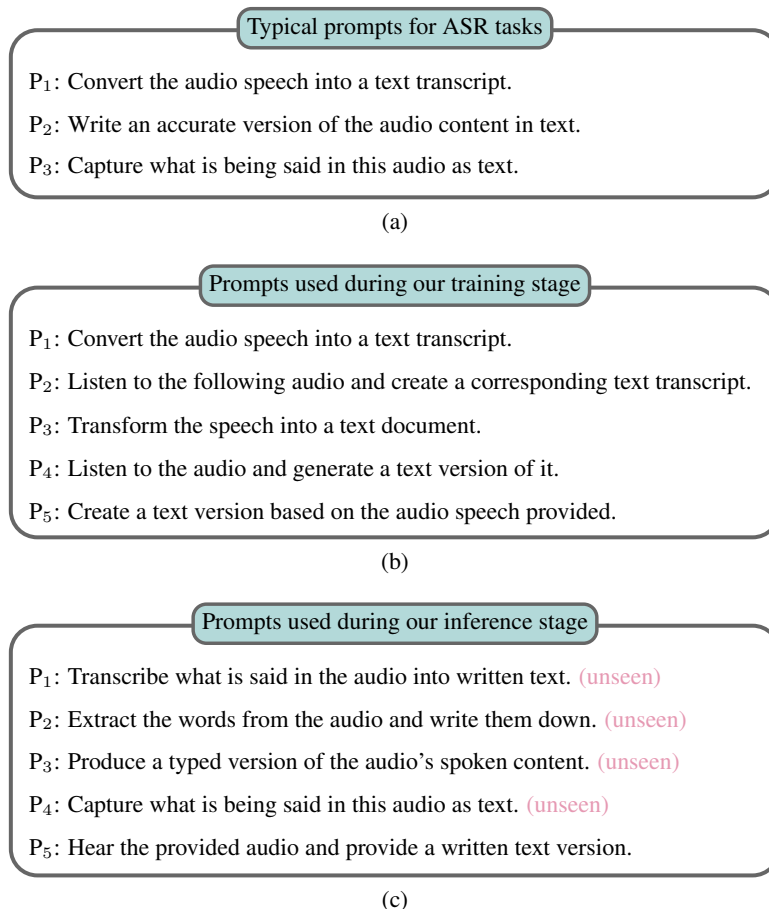 Typical prompts for ASR tasks
P₁: Convert the audio speech into a text transcript.
P₂: Write an accurate version of the audio content in text.
P₃: Capture what is being said in this audio as text.
(a)
Prompts used during our training stage
P₁: Convert the audio speech into a text transcript.
P₂: Listen to the following audio and create a corresponding text transcript.
P₃: Transform the speech into a text document.
P₄: Listen to the audio and generate a text version of it.
P₅: Create a text version based on the audio speech provided.
(b)
Prompts used during our inference stage
P₁: Transcribe what is said in the audio into written text. (unseen)
P₂: Extract the words from the audio and write them down. (unseen)
P₃: Produce a typed version of the audio’s spoken content. (unseen)
P₄: Capture what is being said in this audio as text. (unseen)
P₅: Hear the provided audio and provide a written text version.
(c)